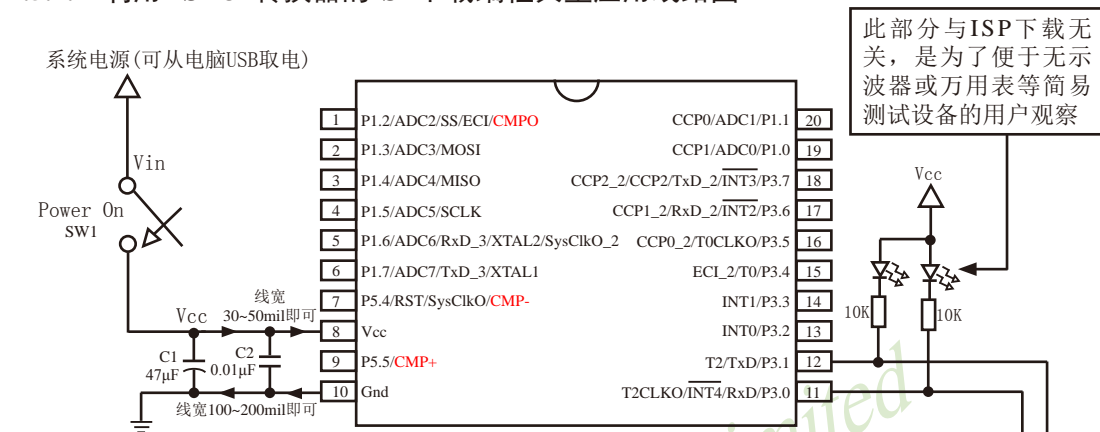 此部分与ISP下载无
关，是为了便于无示
波器或万用表等简易
测试设备的用户观察
系统电源(可从电脑USB取电)
Vin
Power On
SW1
Vcc
线宽
30~50mil即可
C1
47μF
C2
0.01μF
线宽100~200mil即可
1 P1.2/ADC2/SS/ECI/CMPO
2 P1.3/ADC3/MOSI
3 P1.4/ADC4/MISO
4 P1.5/ADC5/SCLK
5 P1.6/ADC6/RxD_3/XTAL2/SysClkO_2
6 P1.7/ADC7/TxD_3/XTAL1
7 P5.4/RST/SysClkO/CMP-
8 Vcc
9 P5.5/CMP+
10 Gnd
CCP0/ADC1/P1.1 20
CCP1/ADC0/P1.0 19
CCP2_2/CCP2/TxD_2/INT3/P3.7 18
CCP1_2/RxD_2/INT2/P3.6 17
CCP0_2/T0CLKO/P3.5 16
ECI_2/T0/P3.4 15
INT1/P3.3 14
INT0/P3.2 13
T2/TxD/P3.1 12
T2CLKO/INT4/RxD/P3.0 11
Vcc
10K
10K